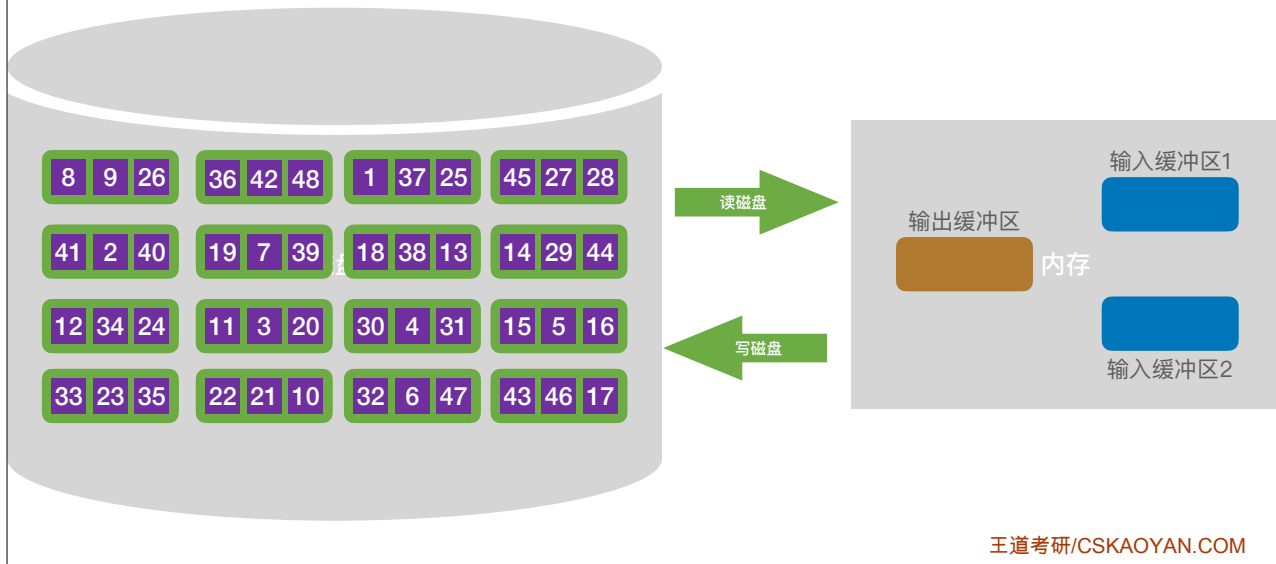 8 9 26 36 42 48 1 37 25 45 27 28
41 2 40 19 7 39 18 38 13 14 29 44
盘
12 34 24 11 3 20 30 4 31 15 5 16
33 23 35 22 21 10 32 6 47 43 46 17
读磁盘
写磁盘
输入缓冲区1
输出缓冲区
内存
输入缓冲区2
王道考研/CSKAOYAN.COM